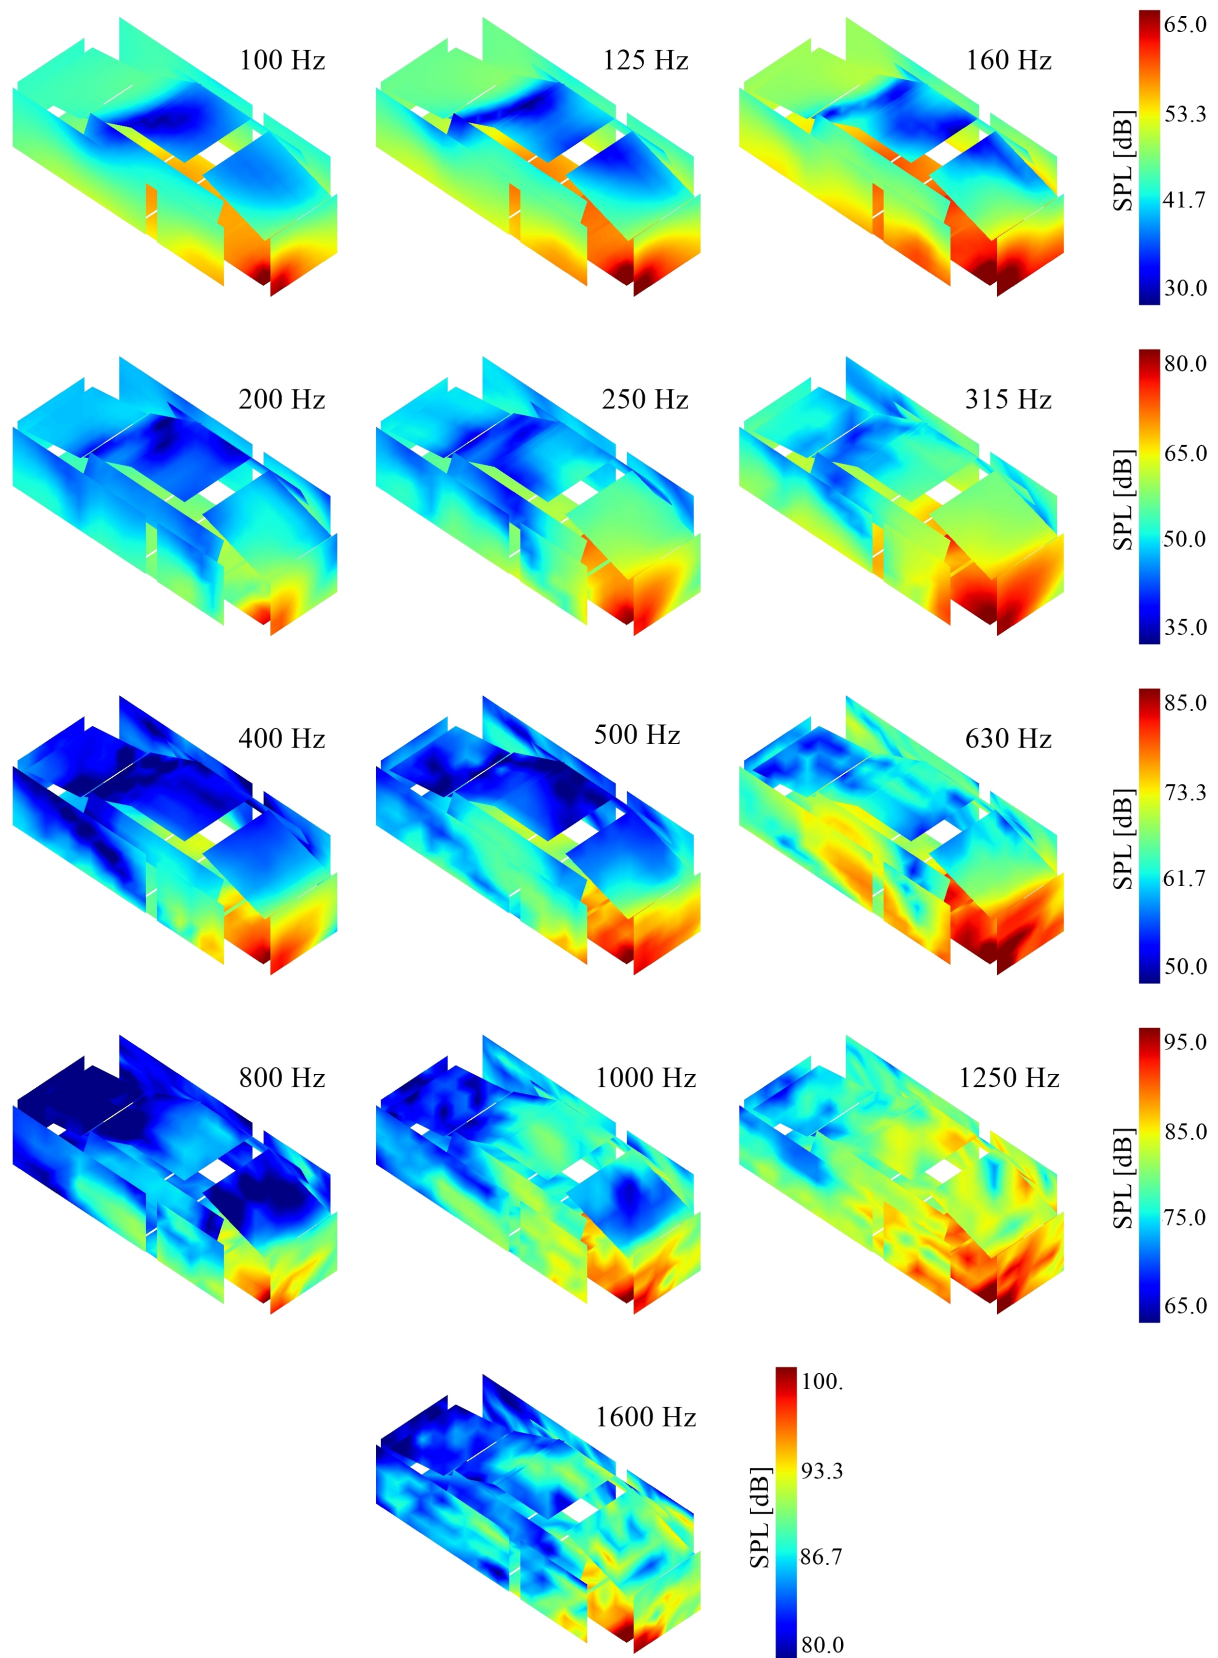 100 Hz
125 Hz
160 Hz
SPL [dB]
65.0
53.3
41.7
30.0
200 Hz
250 Hz
315 Hz
SPL [dB]
80.0
65.0
50.0
35.0
400 Hz
500 Hz
630 Hz
SPL [dB]
85.0
73.3
61.7
50.0
800 Hz
1000 Hz
1250 Hz
SPL [dB]
95.0
85.0
75.0
65.0
1600 Hz
SPL [dB]
100.
93.3
86.7
80.0